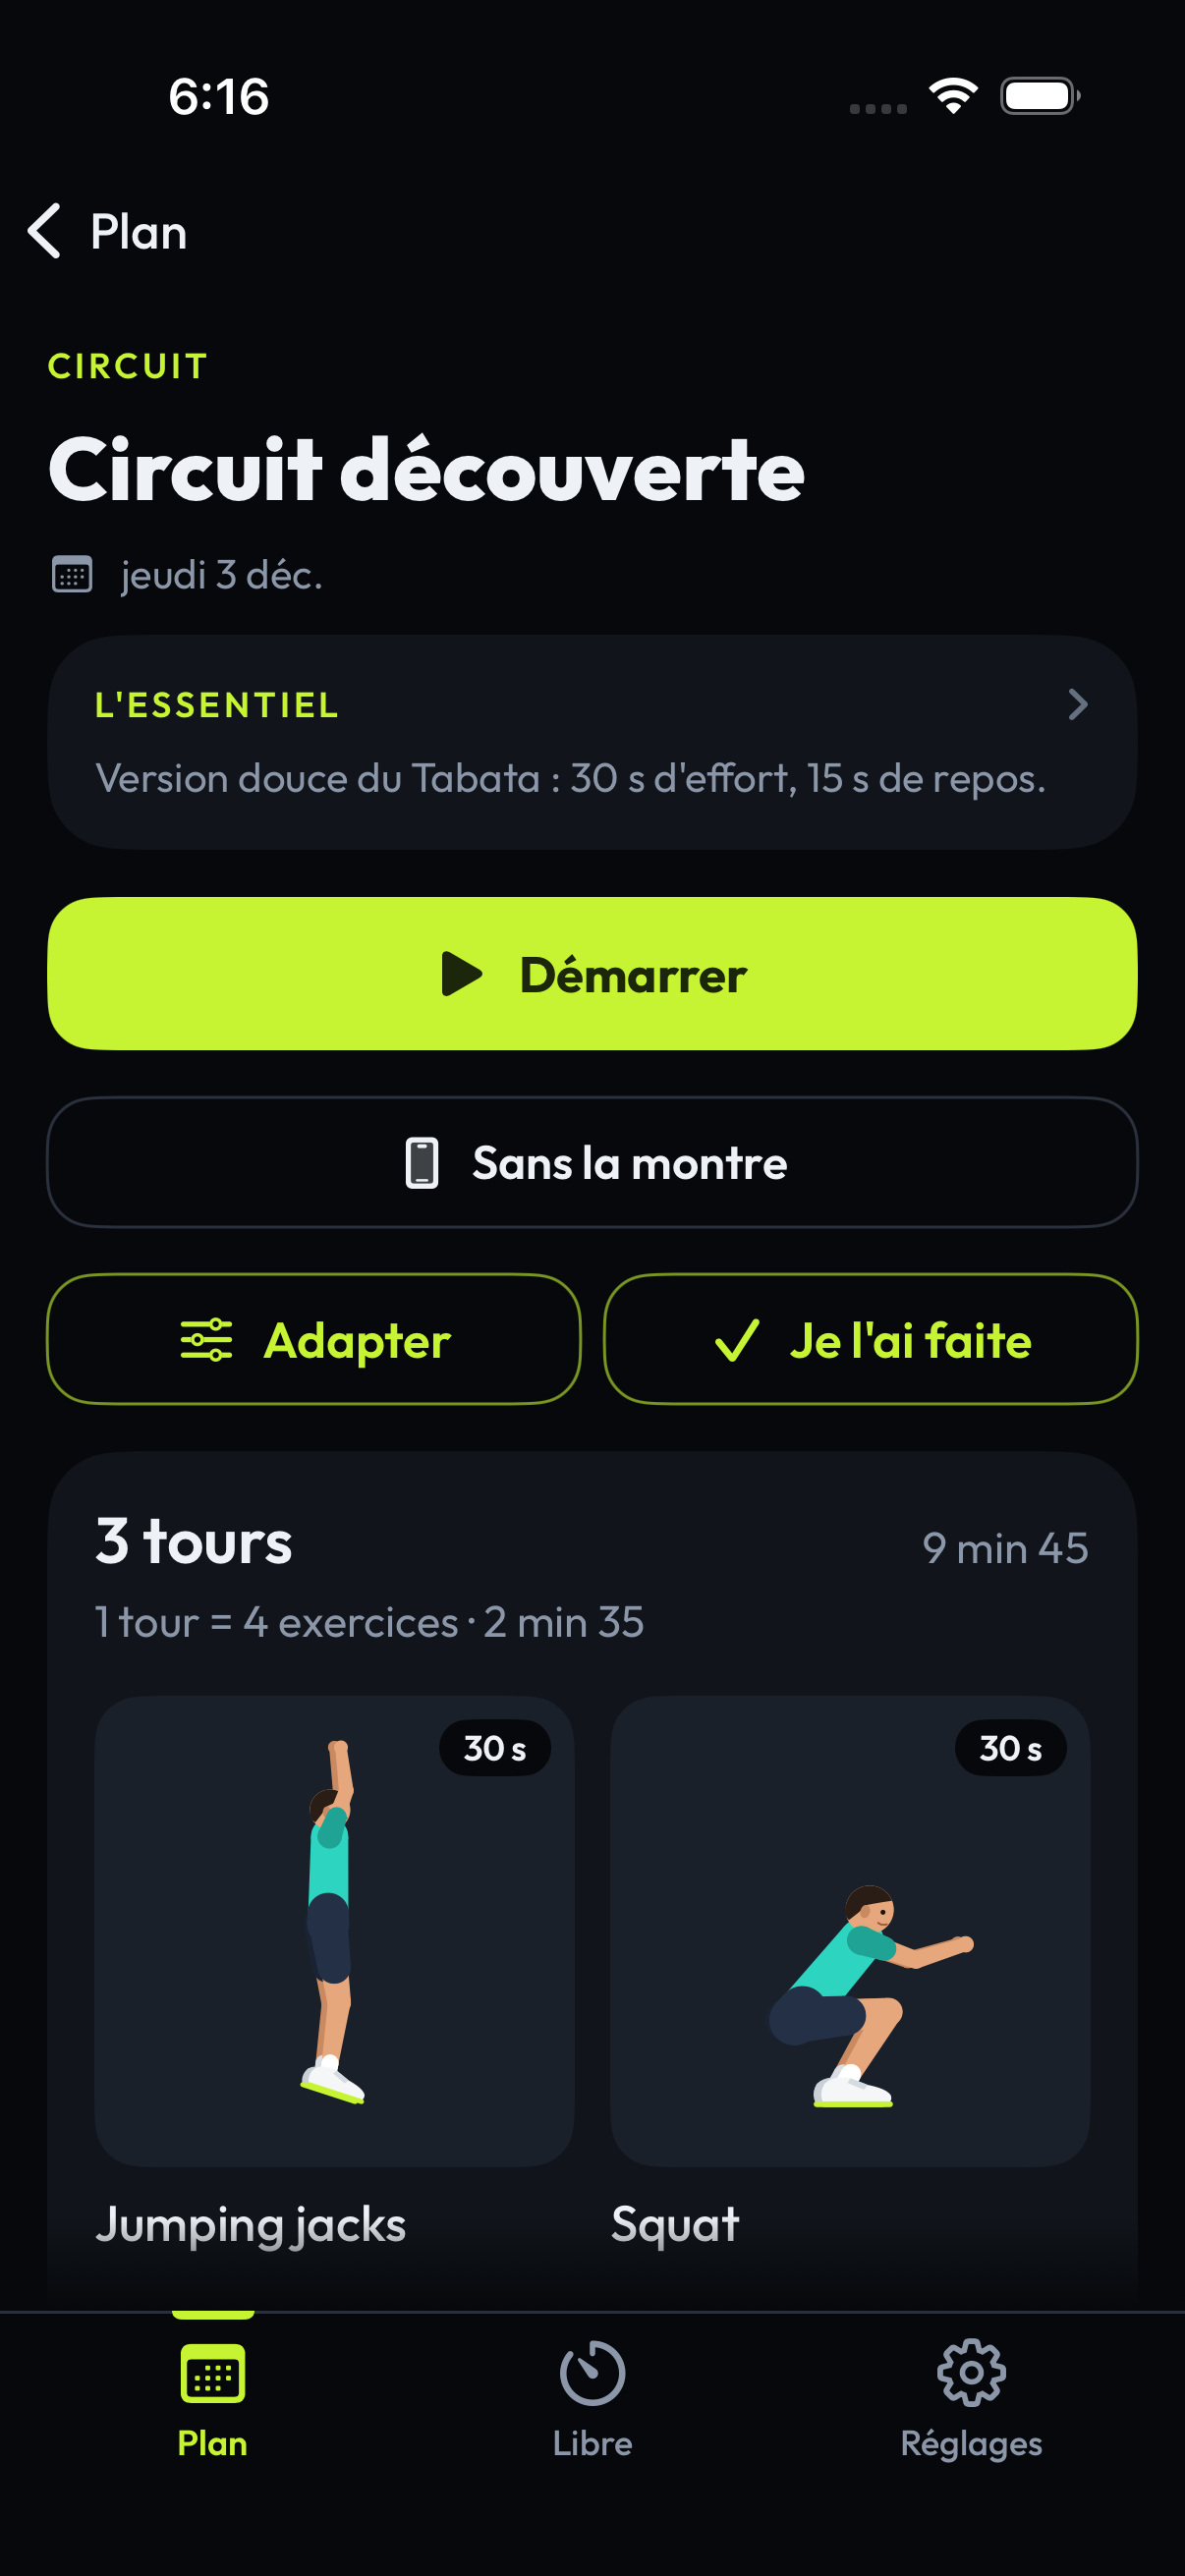 6:16
Plan
CIRCUIT
Circuit découverte
jeudi 3 déc.
L'ESSENTIEL
Version douce du Tabata : 30 s d'effort, 15 s de repos.
Démarrer
Sans la montre
Adapter
Je l'ai faite
3 tours
9 min 45
1 tour = 4 exercices · 2 min 35
30 s
30 s
Jumping jacks
Squat
Plan
Libre
Réglages